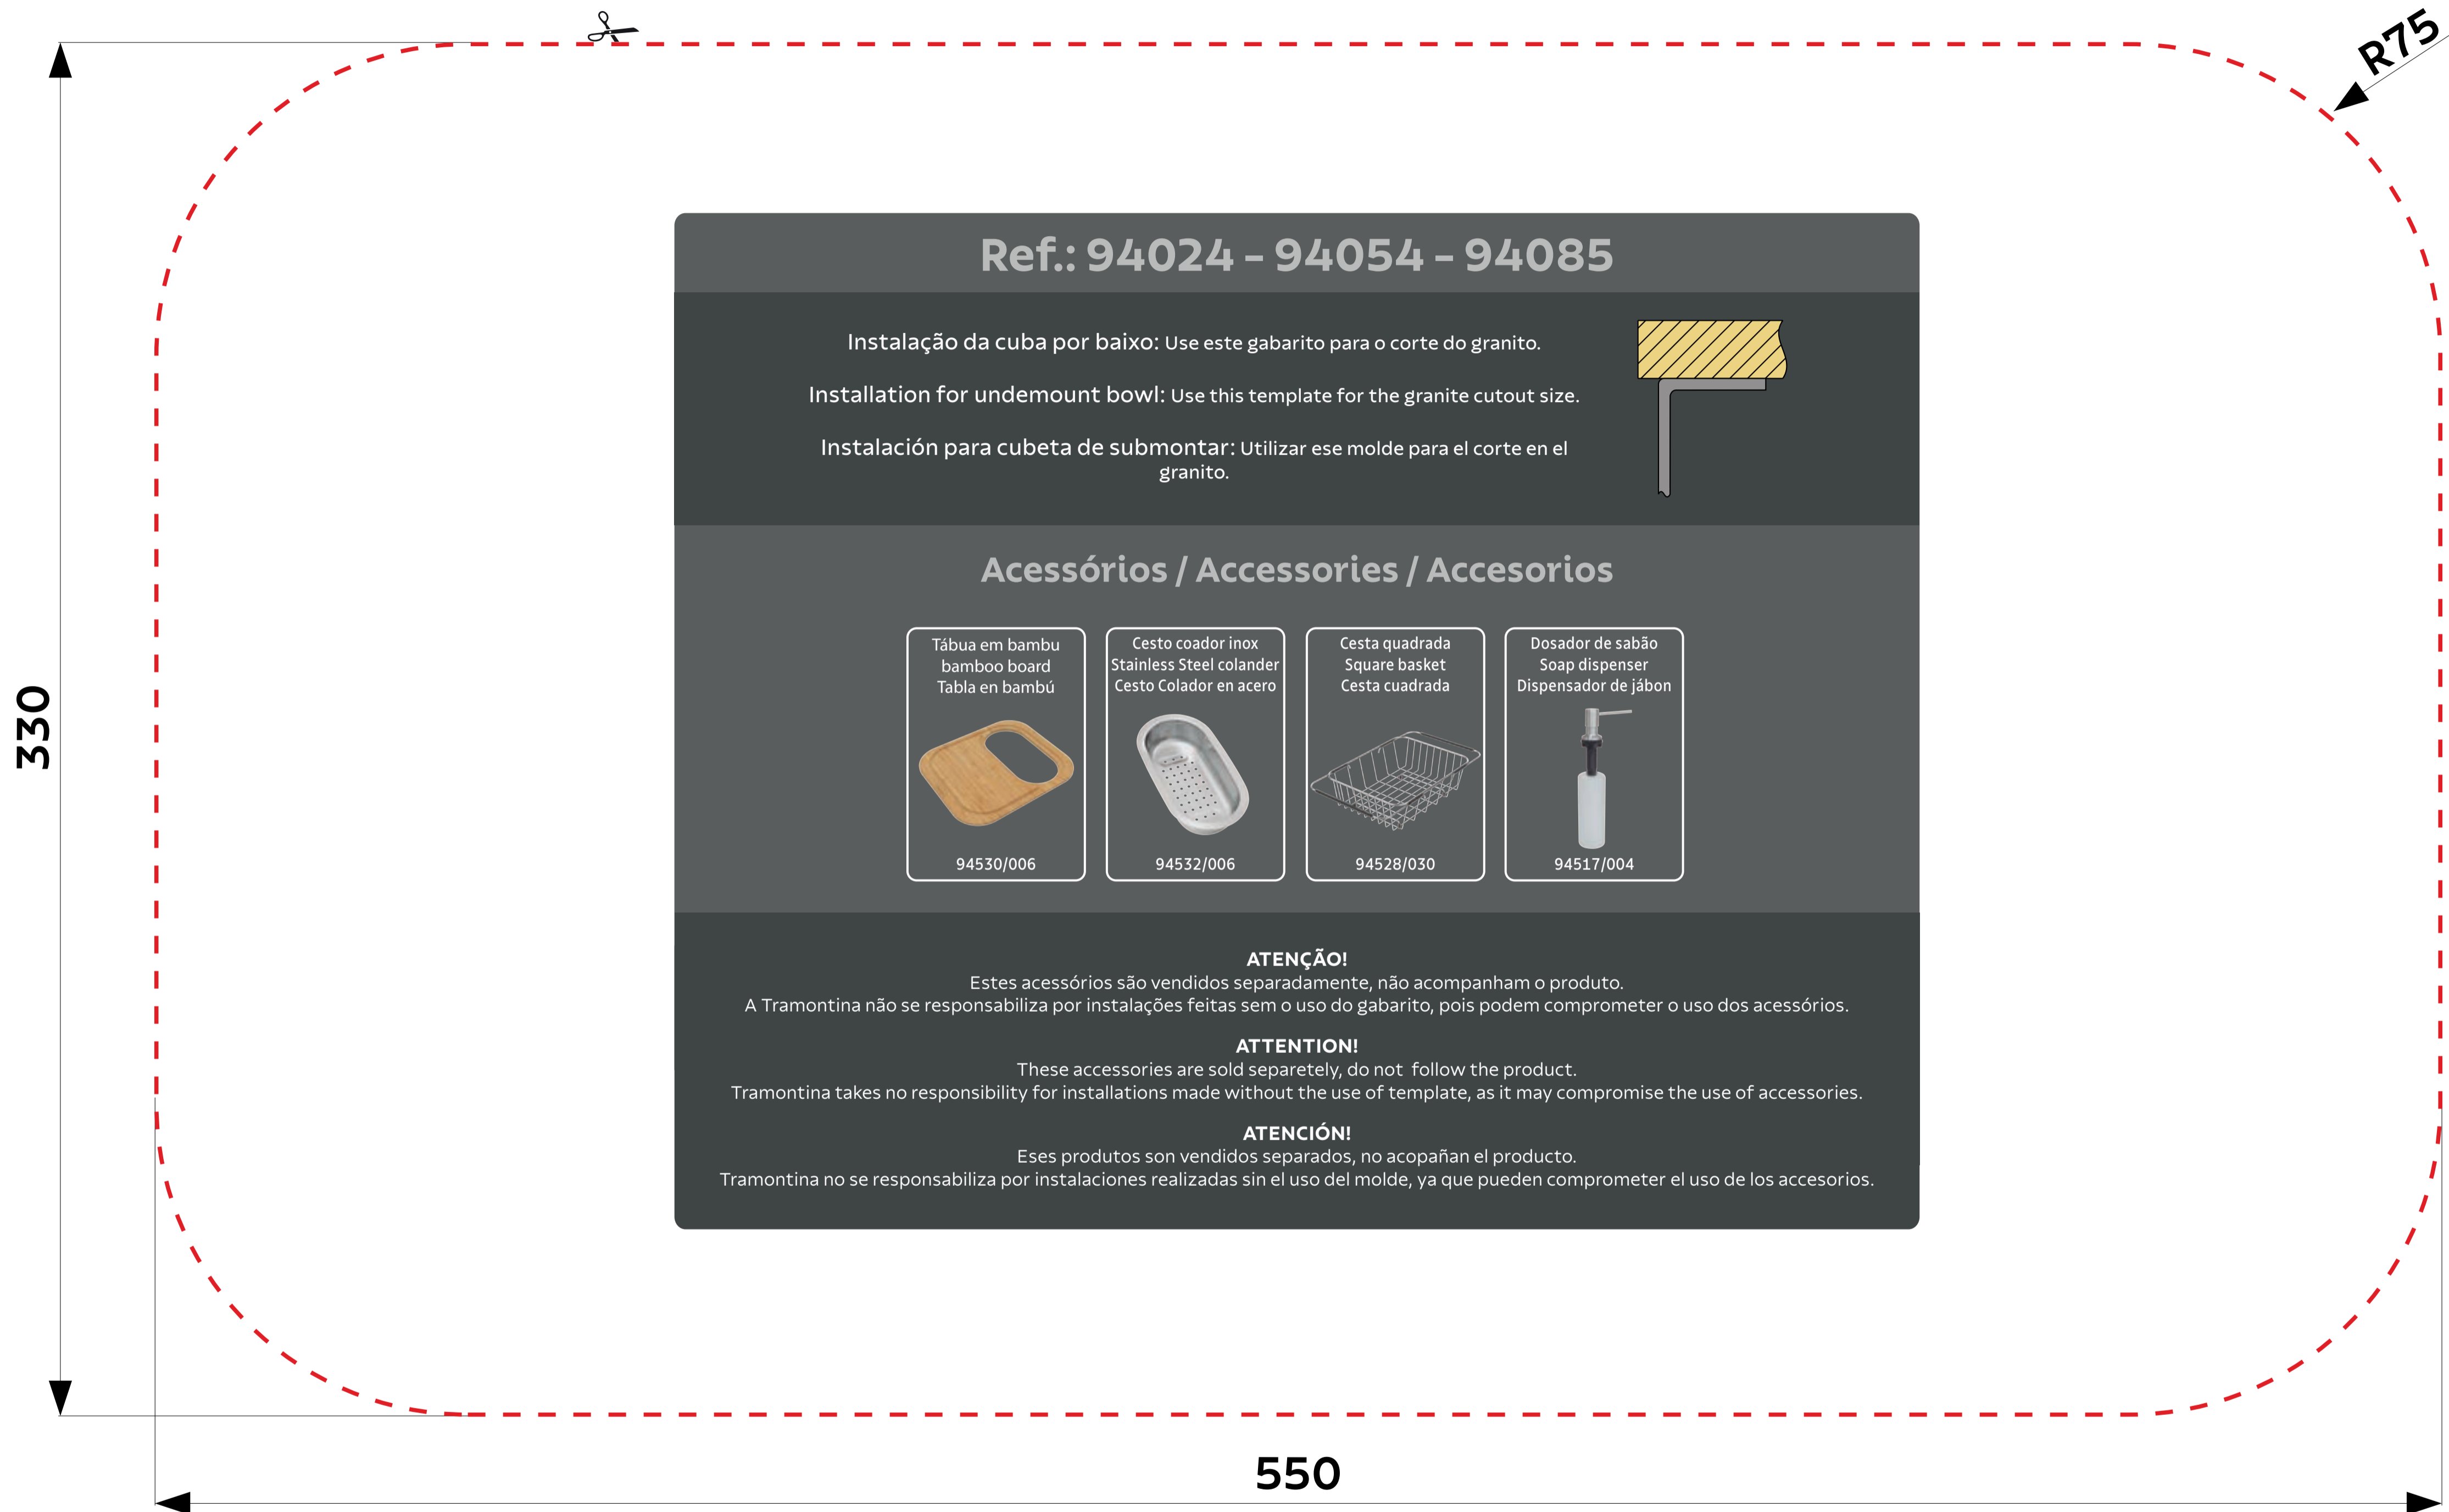 R75
Ref.: 94024 – 94054 – 94085
Instalação da cuba por baixo: Use este gabarito para o corte do granito.
Installation for undemount bowl: Use this template for the granite cutout size.
Instalación para cubeta de submontar: Utilizar ese molde para el corte en el
granito.
Acessórios / Accessories / Accesorios
Tábua em bambu
bamboo board
Tabla en bambú
94530/006
Cesto coador inox
Stainless Steel colander
Cesto Colador en acero
94532/006
Cesta quadrada
Square basket
Cesta cuadrada
94528/030
Dosador de sabão
Soap dispenser
Dispensador de jábon
94517/004
330
ATENÇÃO!
Estes acessórios são vendidos separadamente, não acompanham o produto.
A Tramontina não se responsabiliza por instalações feitas sem o uso do gabarito, pois podem comprometer o uso dos acessórios.
ATTENTION!
These accessories are sold separetely, do not  follow the product.
Tramontina takes no responsibility for installations made without the use of template, as it may compromise the use of accessories.
ATENCIÓN!
Eses produtos son vendidos separados, no acopañan el producto.
Tramontina no se responsabiliza por instalaciones realizadas sin el uso del molde, ya que pueden comprometer el uso de los accesorios.
550